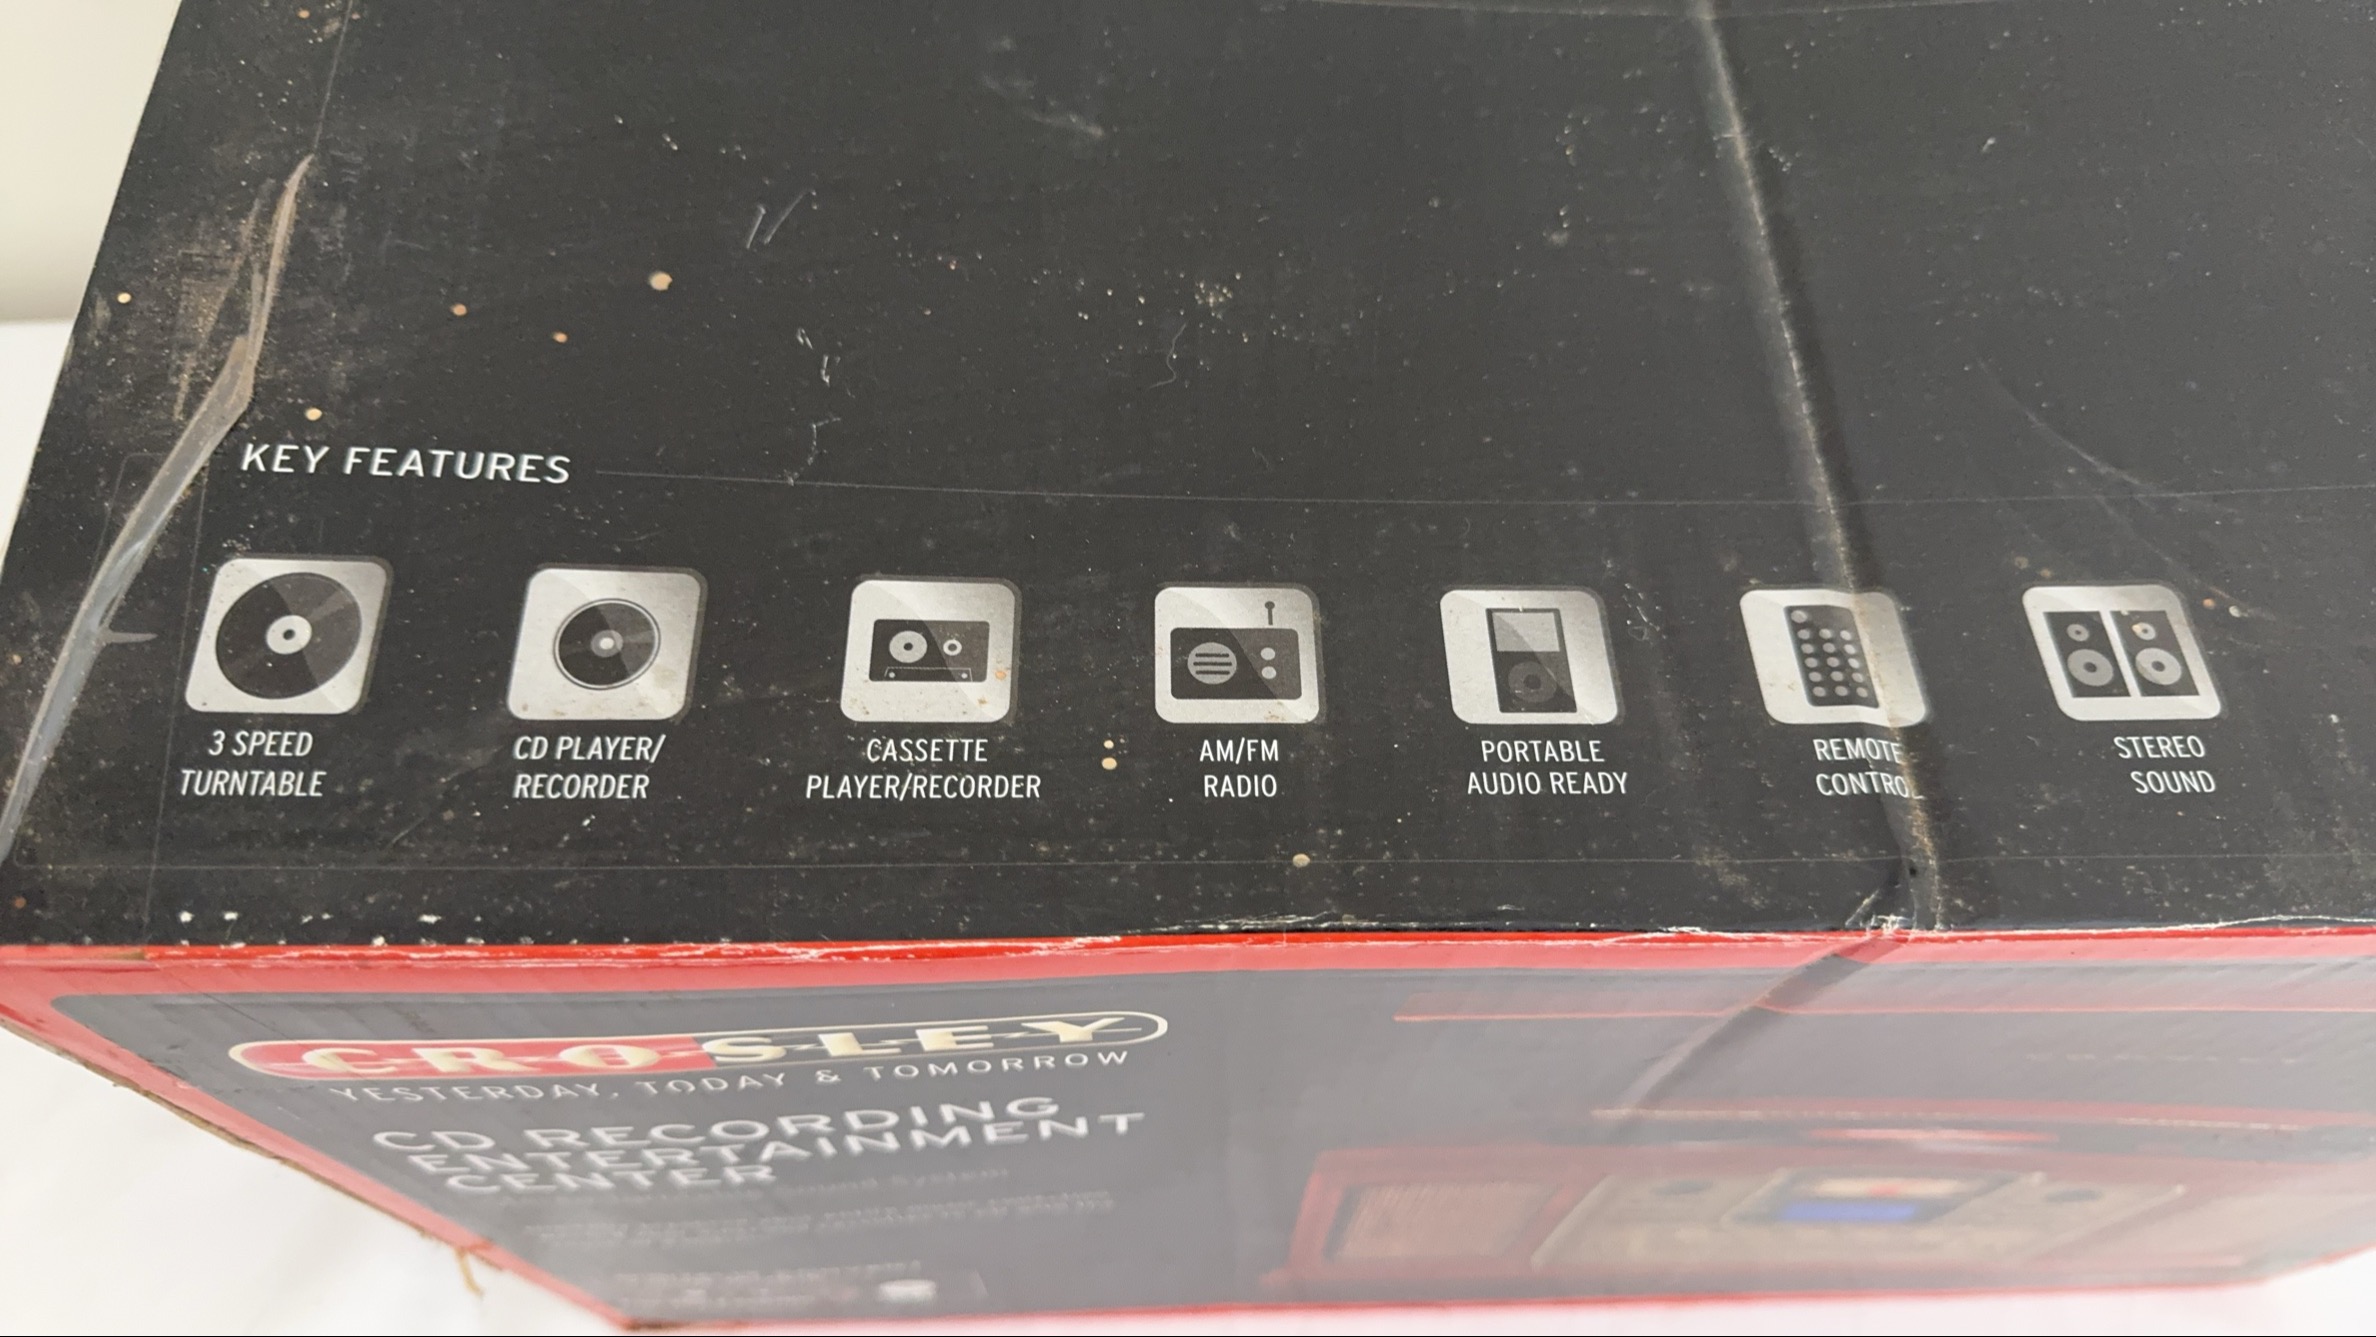 KEY FEATURES
3 SPEED
TURNTABLE
CD PLAYER/
RECORDER
CASSETTE
PLAYER/RECORDER
AM/FM
RADIO
PORTABLE
AUDIO READY
REMOTE
CONTROL
STEREO
SOUND
CROSLEY
YESTERDAY, TODAY & TOMORROW
CD RECORDING
ENTERTAINMENT
CENTER